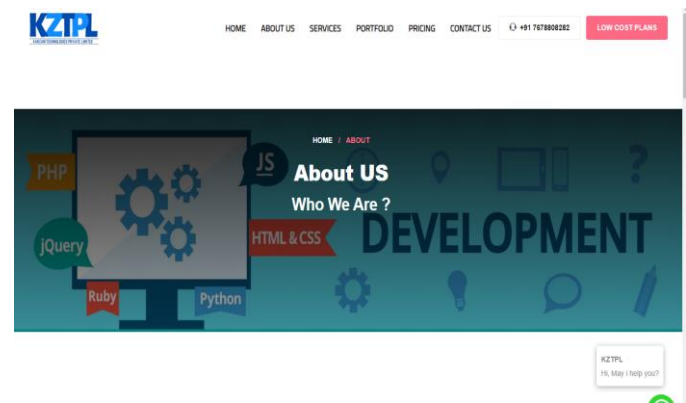 KZTPL
HOME ABOUT US SERVICES PORTFOLIO PRICING CONTACT US +91 7678808282 LOW COST PLANS
HOME / ABOUT
About US
Who We Are ?
PHP
JS
jQuery
HTML & CSS
DEVELOPMENT
?
Ruby
Python
KZTPL
Hi, May I help you?